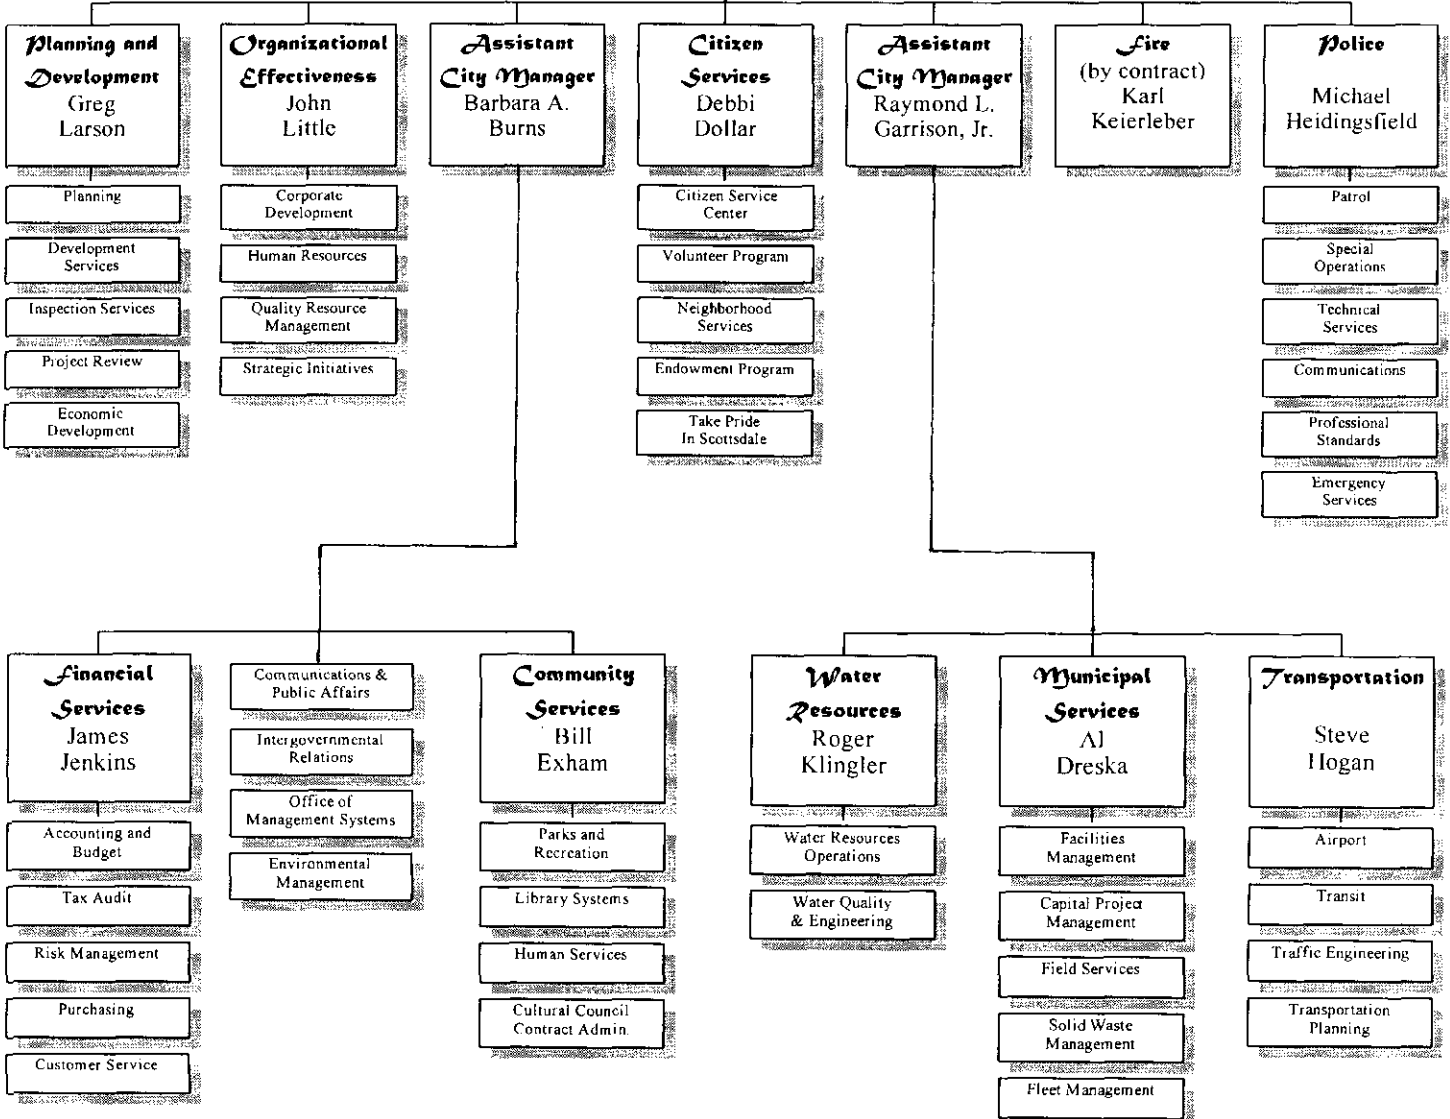 Planning and
Development
Greg
Larson
Planning
Development
Services
Inspection Services
Project Review
Economic
Development
Organizational
Effectiveness
John
Little
Corporate
Development
Human Resources
Quality Resource
Management
Strategic Initiatives
Assistant
City Manager
Barbara A.
Burns
Citizen
Services
Debbi
Dollar
Citizen Service
Center
Volunteer Program
Neighborhood
Services
Endowment Program
Take Pride
In Scottsdale
Assistant
City Manager
Raymond L.
Garrison, Jr.
Fire
(by contract)
Karl
Keierleber
Police
Michael
Heidingsfield
Patrol
Special
Operations
Technical
Services
Communications
Professional
Standards
Emergency
Services
Financial
Services
James
Jenkins
Accounting and
Budget
Tax Audit
Risk Management
Purchasing
Customer Service
Communications &
Public Affairs
Intergovernmental
Relations
Office of
Management Systems
Environmental
Management
Community
Services
Bill
Exham
Parks and
Recreation
Library Systems
Human Services
Cultural Council
Contract Admin.
Water
Resources
Roger
Klingler
Water Resources
Operations
Water Quality
& Engineering
Municipal
Services
Al
Dreska
Facilities
Management
Capital Project
Management
Field Services
Solid Waste
Management
Fleet Management
Transportation
Steve
Hogan
Airport
Transit
Traffic Engineering
Transportation
Planning